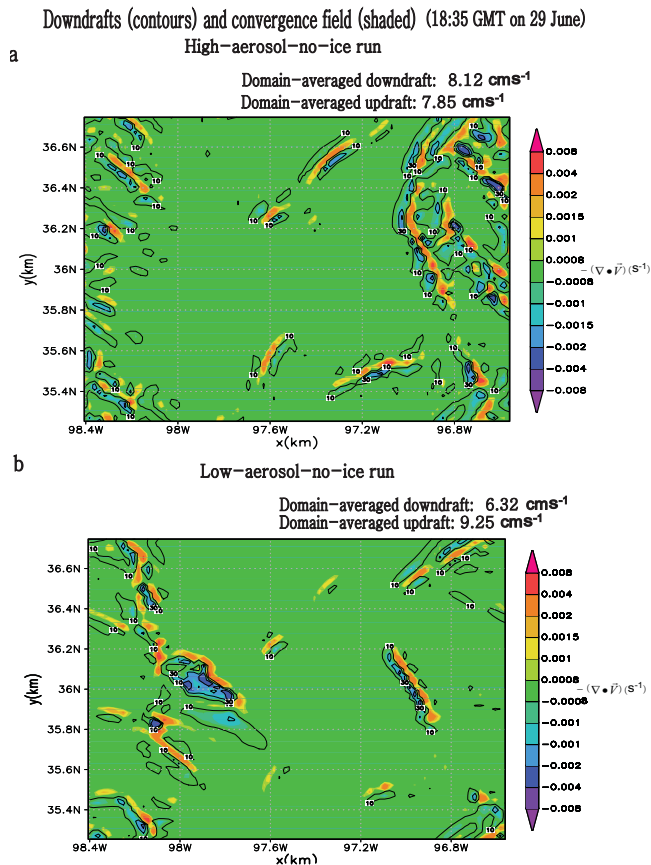 Downdrafts (contours) and convergence field (shaded) (18:35 GMT on 29 June)
High-aerosol-no-ice run
a
Domain-averaged downdraft: 8.12 cms-1
Domain-averaged updraft: 7.85 cms-1
36.6N
36.4N
36.2N
36N
35.8N
35.6N
35.4N
y(km)
98.4W 98W 97.6W 97.2W 96.8W
x(km)
0.008
0.004
0.002
0.0015
0.001
0.0008
-0.0008
-0.001
-0.0015
-0.002
-0.004
-0.008
-(∇•V⃗)(s-1)
b
Low-aerosol-no-ice run
Domain-averaged downdraft: 6.32 cms-1
Domain-averaged updraft: 9.25 cms-1
36.6N
36.4N
36.2N
36N
35.8N
35.6N
35.4N
y(km)
98.4W 98W 97.6W 97.2W 96.8W
x(km)
0.008
0.004
0.002
0.0015
0.001
0.0008
-0.0008
-0.001
-0.0015
-0.002
-0.004
-0.008
-(∇•V⃗)(s-1)